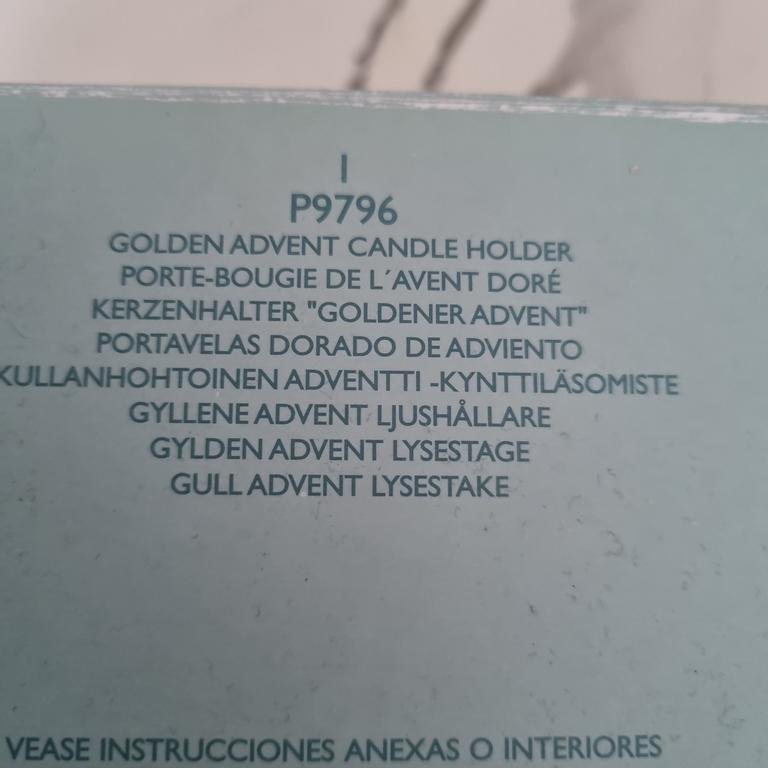 1
P9796
GOLDEN ADVENT CANDLE HOLDER
PORTE-BOUGIE DE L´AVENT DORÉ
KERZENHALTER "GOLDENER ADVENT"
PORTAVELAS DORADO DE ADVIENTO
KULLANHOHTOINEN ADVENTTI -KYNTTILÄSOMISTE
GYLLENE ADVENT LJUSHÅLLARE
GYLDEN ADVENT LYSESTAGE
GULL ADVENT LYSESTAKE
VEASE INSTRUCCIONES ANEXAS O INTERIORES